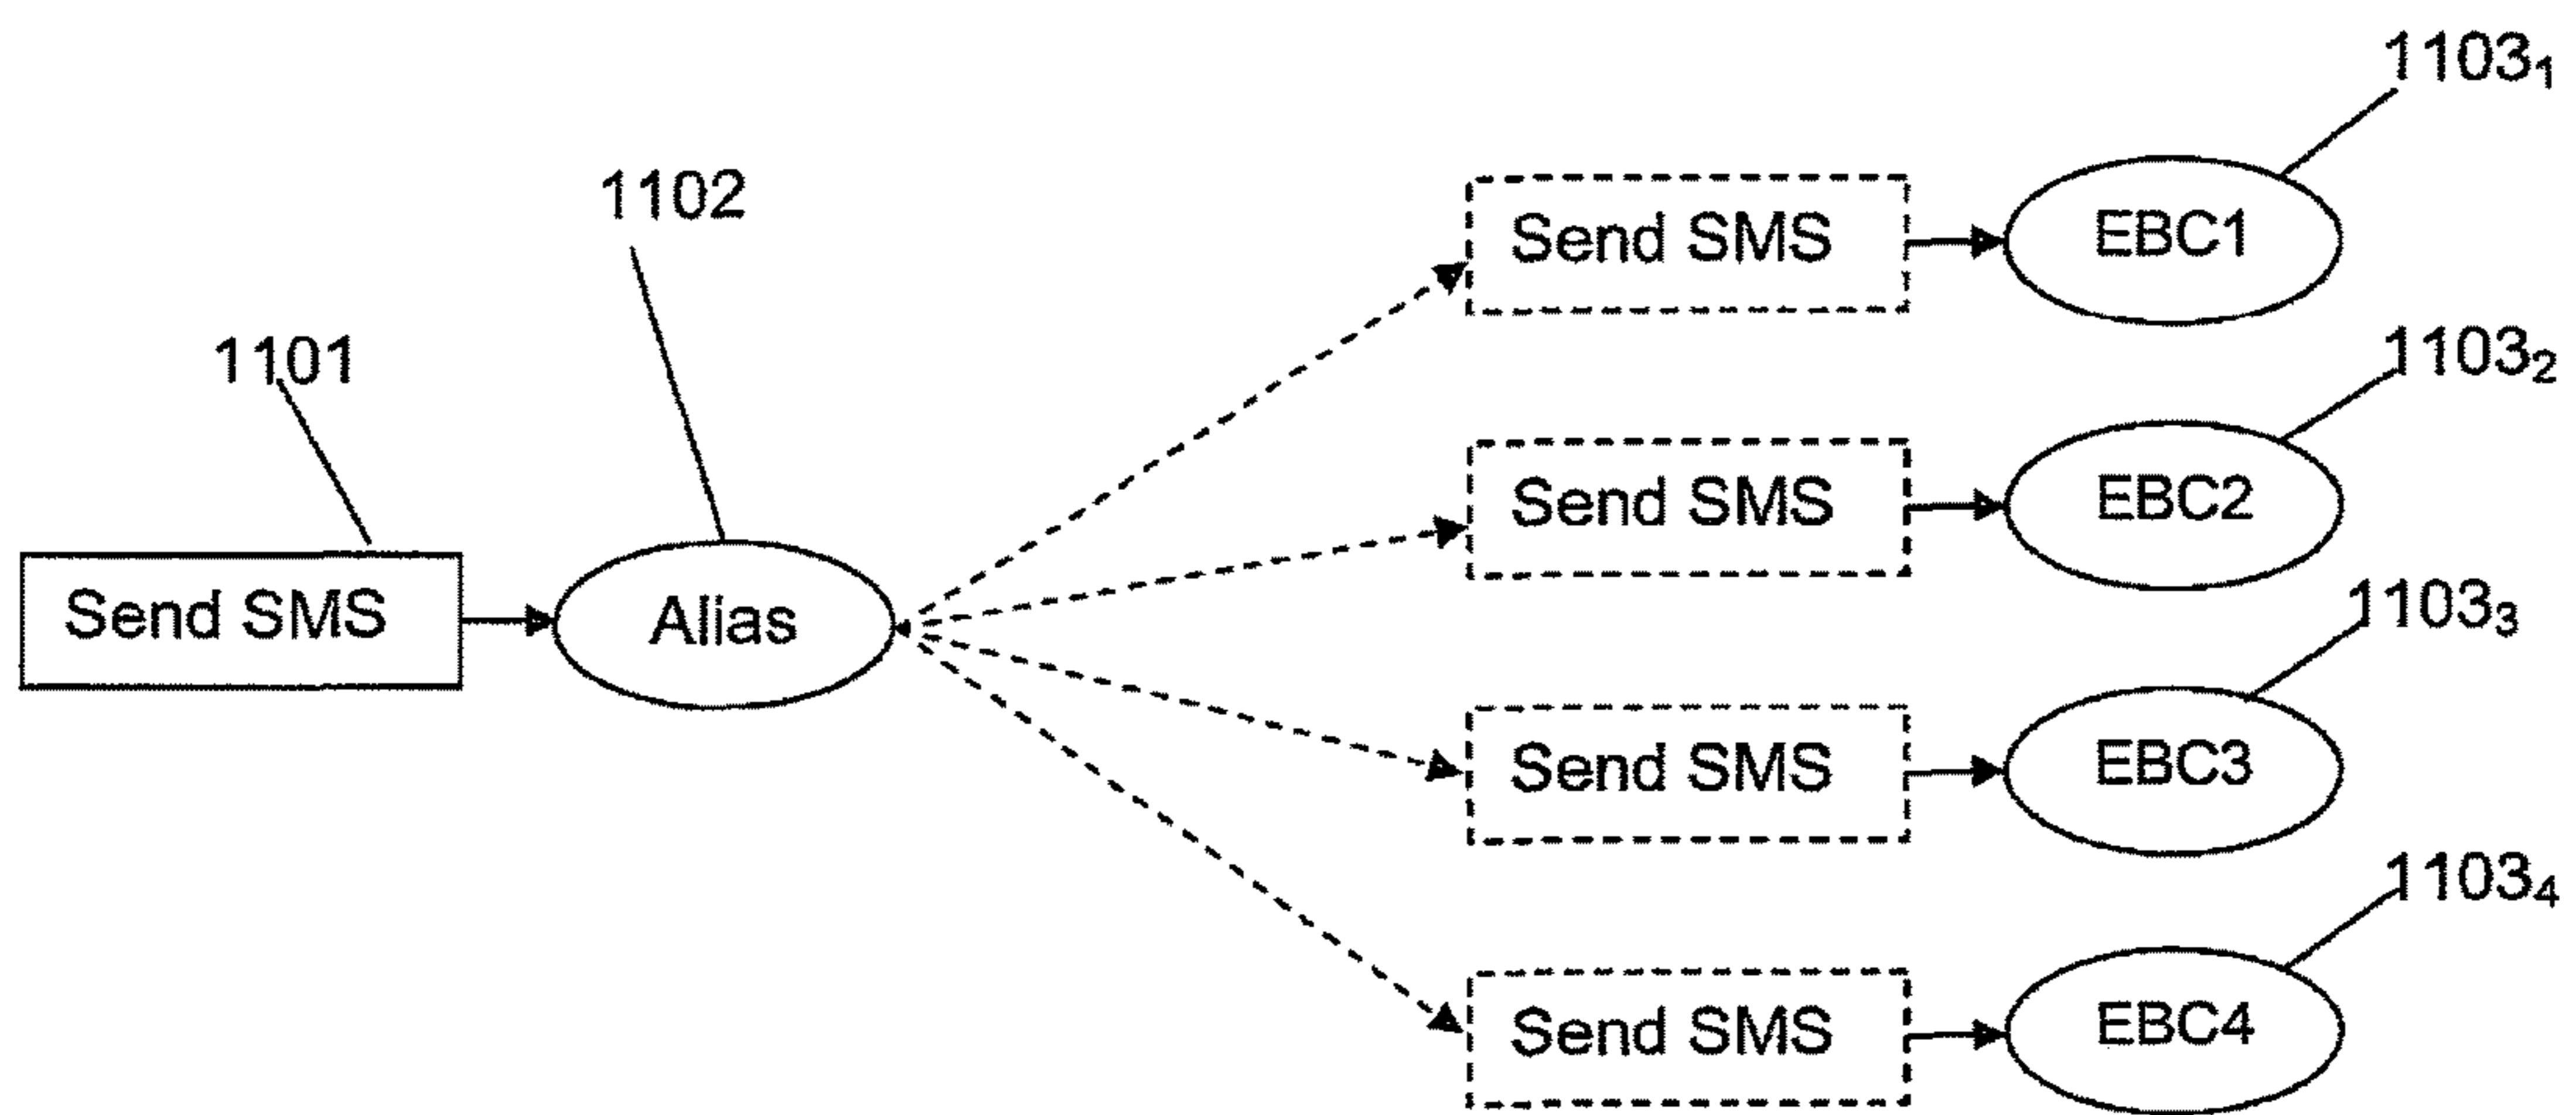 1103₁
1102
Send SMS
EBC1
1101
1103₂
Send SMS
EBC2
Send SMS
Alias
1103₃
Send SMS
EBC3
1103₄
Send SMS
EBC4